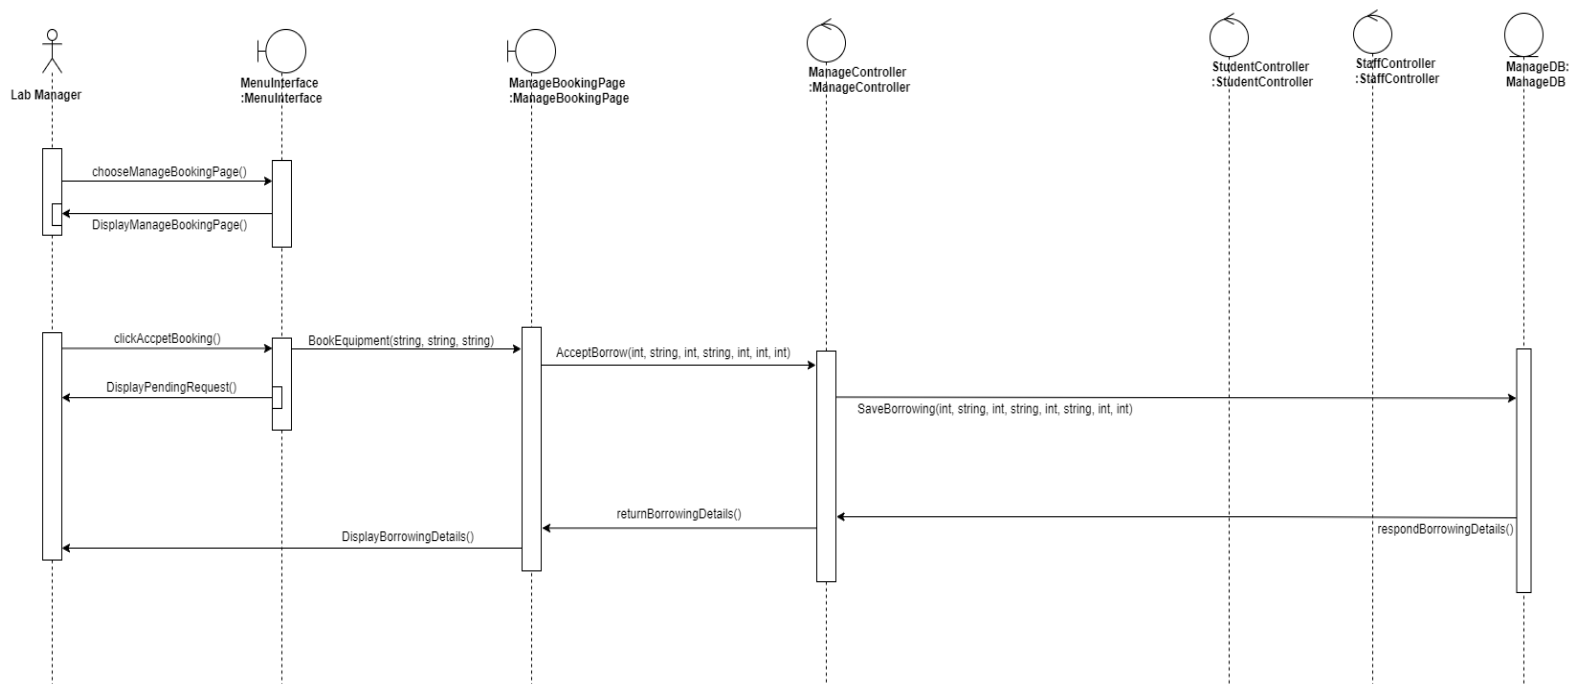 Lab Manager
MenuInterface
:MenuInterface
ManageBookingPage
:ManageBookingPage
ManageController
:ManageController
StudentController
:StudentController
StaffController
:StaffController
ManageDB:
ManageDB
chooseManageBookingPage()
DisplayManageBookingPage()
clickAccpetBooking()
BookEquipment(string, string, string)
AcceptBorrow(int, string, int, string, int, int, int)
DisplayPendingRequest()
SaveBorrowing(int, string, int, string, int, string, int, int)
returnBorrowingDetails()
respondBorrowingDetails()
DisplayBorrowingDetails()